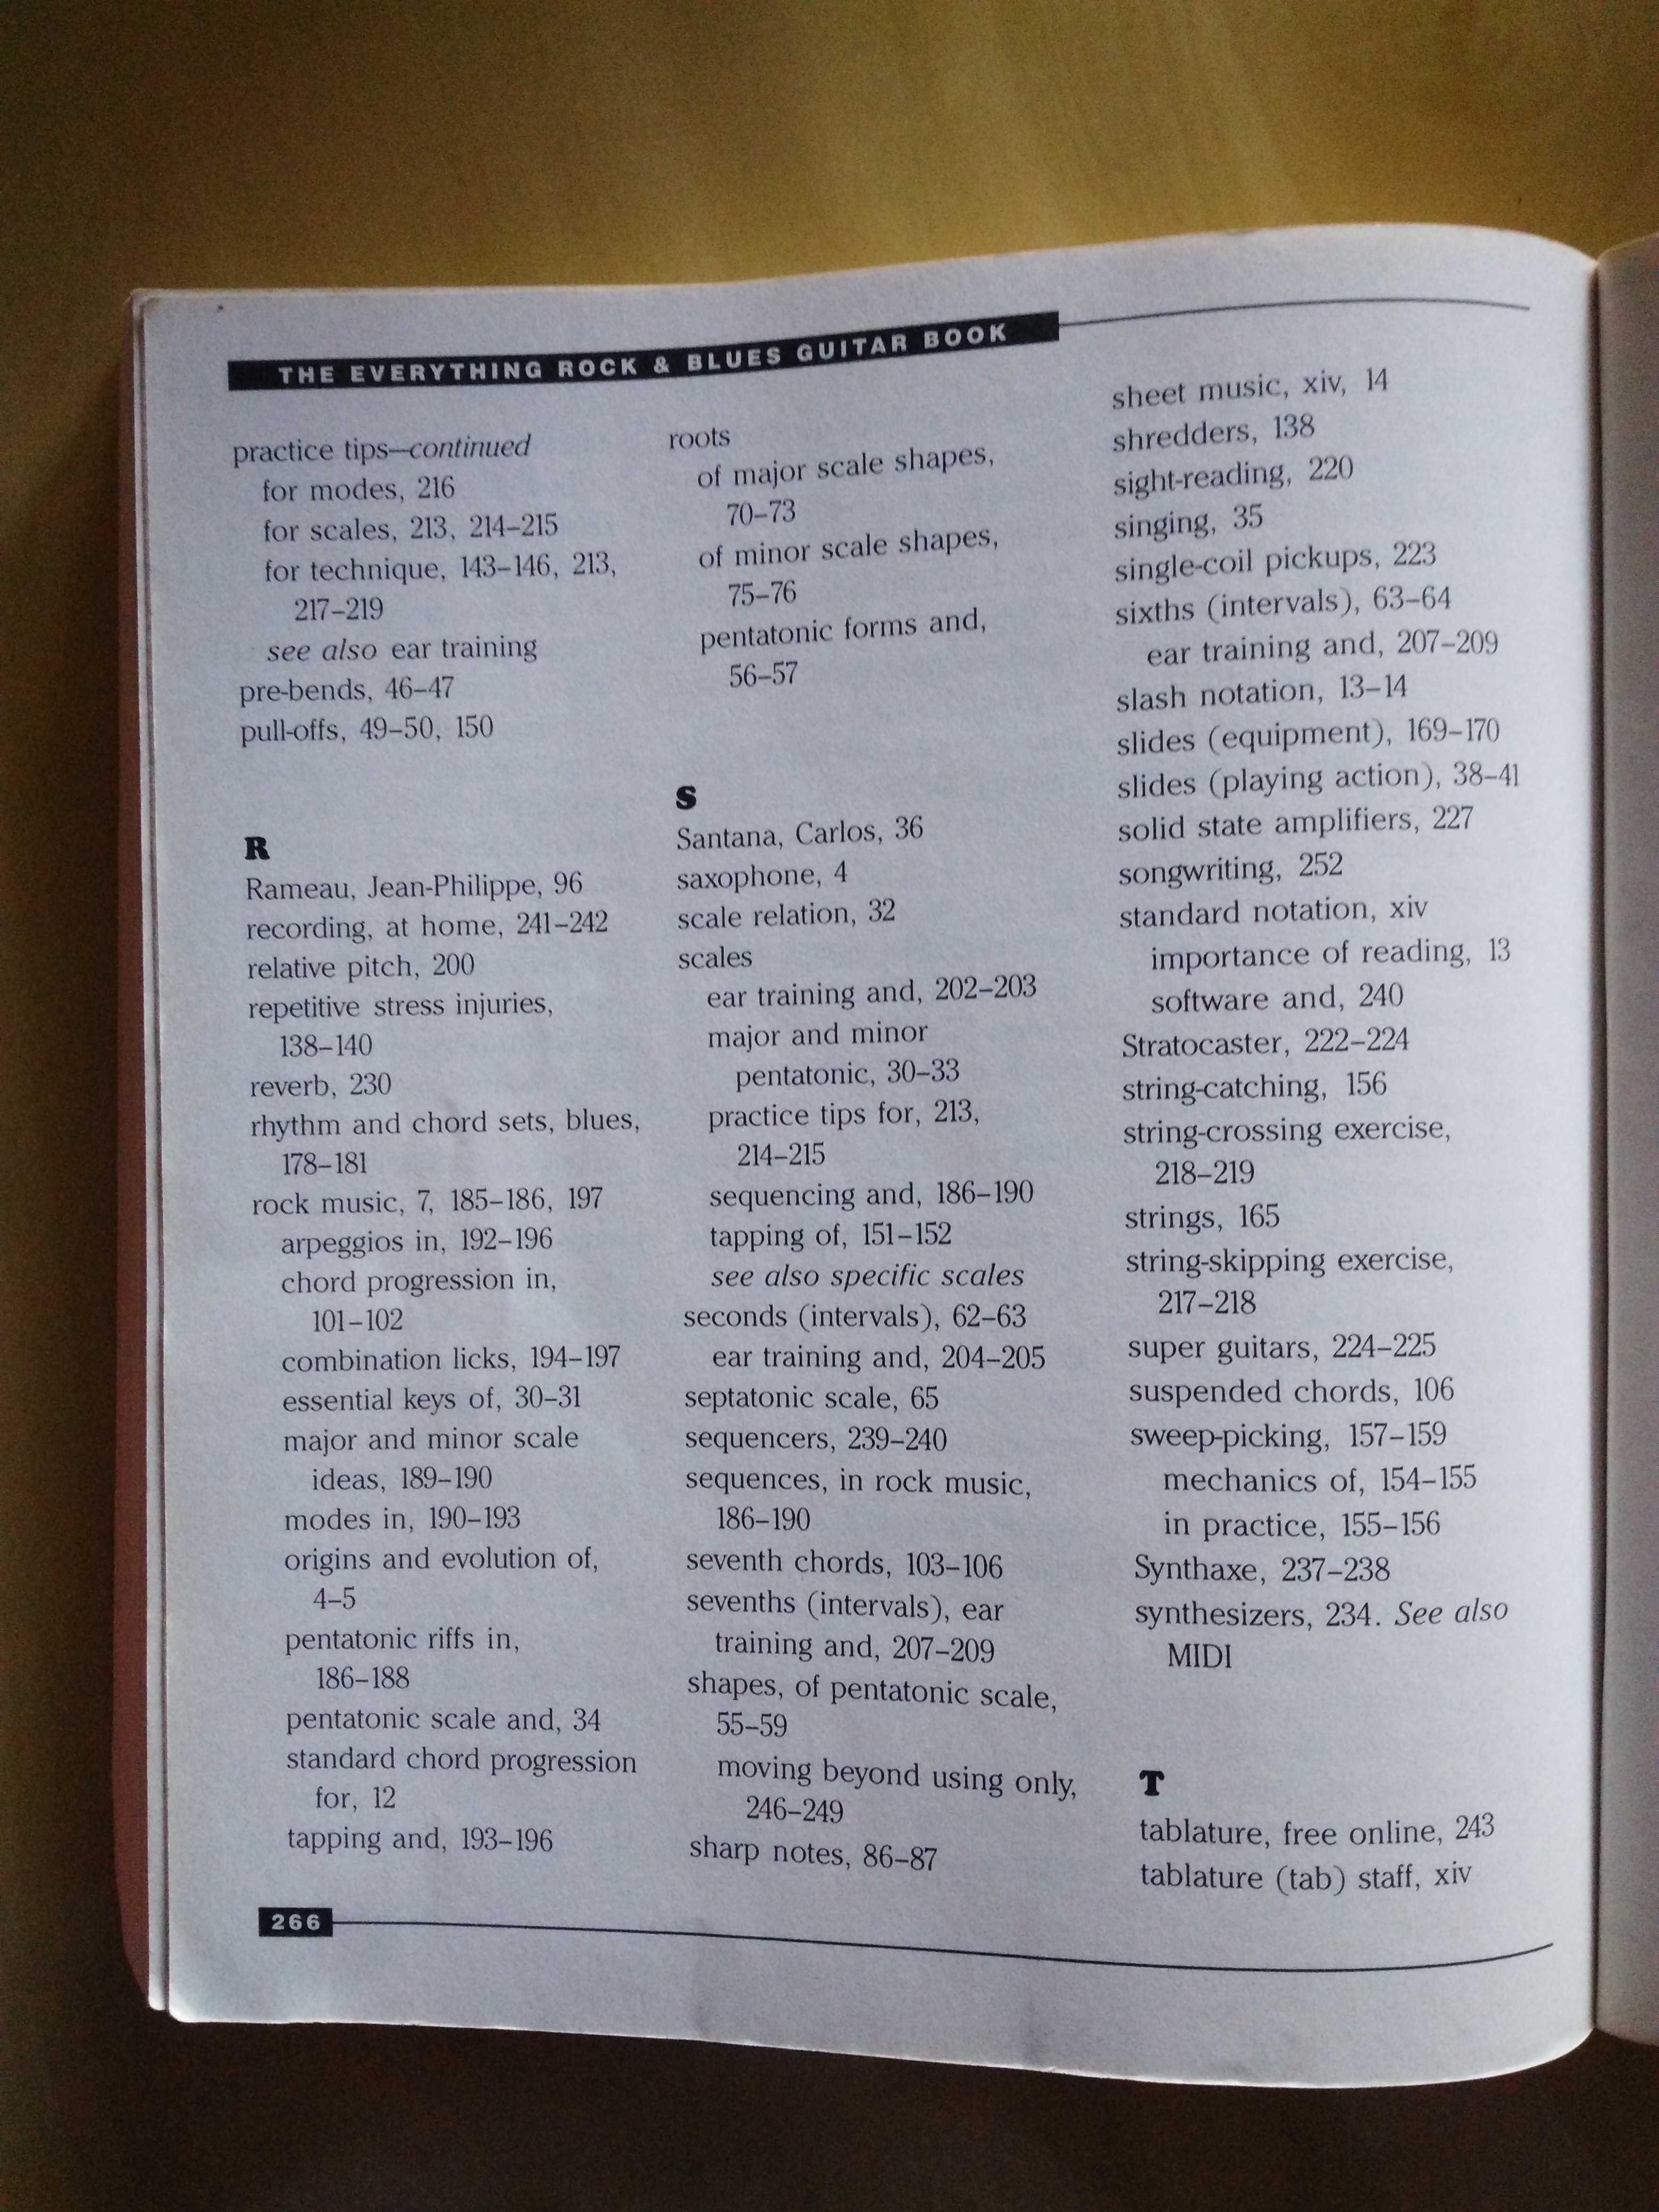 THE EVERYTHING ROCK & BLUES GUITAR BOOK
practice tips—continued
for modes, 216
for scales, 213, 214–215
for technique, 143–146, 213,
217–219
see also ear training
pre-bends, 46–47
pull-offs, 49–50, 150
R
Rameau, Jean-Philippe, 96
recording, at home, 241–242
relative pitch, 200
repetitive stress injuries,
138–140
reverb, 230
rhythm and chord sets, blues,
178–181
rock music, 7, 185–186, 197
arpeggios in, 192–196
chord progression in,
101–102
combination licks, 194–197
essential keys of, 30–31
major and minor scale
ideas, 189–190
modes in, 190–193
origins and evolution of,
4–5
pentatonic riffs in,
186–188
pentatonic scale and, 34
standard chord progression
for, 12
tapping and, 193–196
roots
of major scale shapes,
70–73
of minor scale shapes,
75–76
pentatonic forms and,
56–57
S
Santana, Carlos, 36
saxophone, 4
scale relation, 32
scales
ear training and, 202–203
major and minor
pentatonic, 30–33
practice tips for, 213,
214–215
sequencing and, 186–190
tapping of, 151–152
see also specific scales
seconds (intervals), 62–63
ear training and, 204–205
septatonic scale, 65
sequencers, 239–240
sequences, in rock music,
186–190
seventh chords, 103–106
sevenths (intervals), ear
training and, 207–209
shapes, of pentatonic scale,
55–59
moving beyond using only,
246–249
sharp notes, 86–87
sheet music, xiv, 14
shredders, 138
sight-reading, 220
singing, 35
single-coil pickups, 223
sixths (intervals), 63–64
ear training and, 207–209
slash notation, 13–14
slides (equipment), 169–170
slides (playing action), 38–41
solid state amplifiers, 227
songwriting, 252
standard notation, xiv
importance of reading, 13
software and, 240
Stratocaster, 222–224
string-catching, 156
string-crossing exercise,
218–219
strings, 165
string-skipping exercise,
217–218
super guitars, 224–225
suspended chords, 106
sweep-picking, 157–159
mechanics of, 154–155
in practice, 155–156
Synthaxe, 237–238
synthesizers, 234. See also
MIDI
T
tablature, free online, 243
tablature (tab) staff, xiv
266